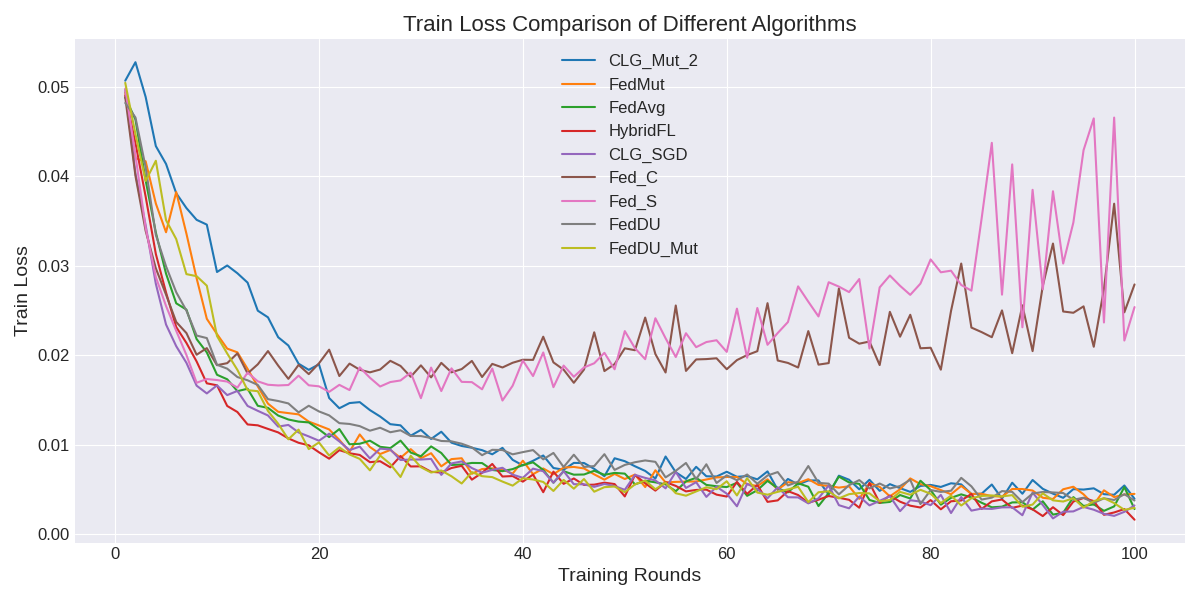 Train Loss Comparison of Different Algorithms
CLG_Mut_2
FedMut
FedAvg
HybridFL
CLG_SGD
Fed_C
Fed_S
FedDU
FedDU_Mut
Train Loss
0.05
0.04
0.03
0.02
0.01
0.00
0 20 40 60 80 100
Training Rounds